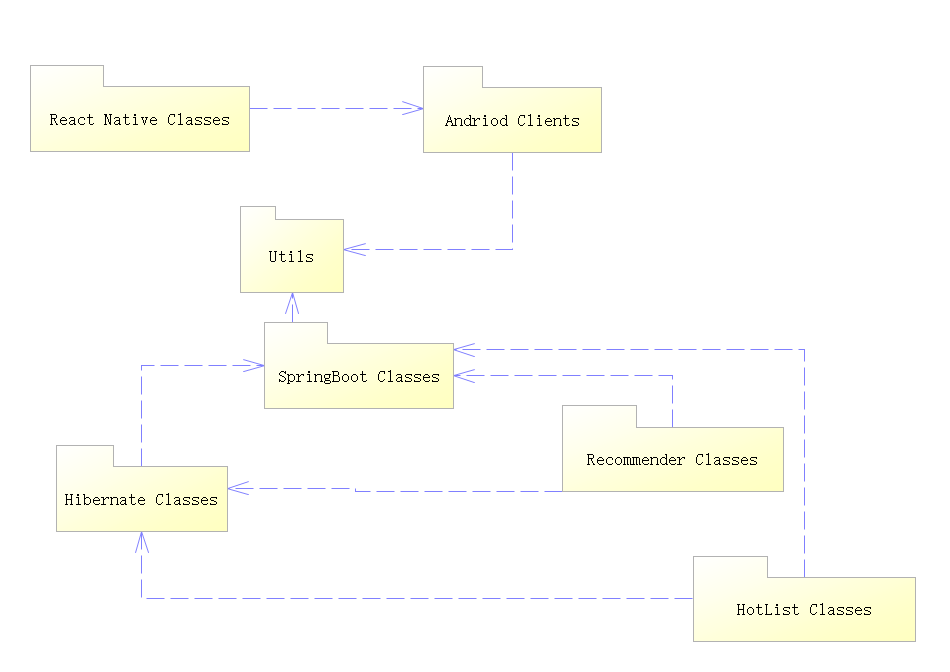 React Native Classes
Andriod Clients
Utils
SpringBoot Classes
Recommender Classes
Hibernate Classes
HotList Classes